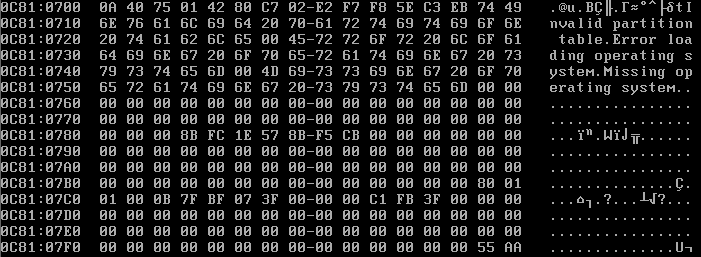 0C81:0700 0A 40 75 01 42 80 C7 02-E2 F7 F8 5E C3 EB 74 49 .@u.BÇ╟.Γ≈°^├δtI
0C81:0710 6E 76 61 6C 69 64 20 70-61 72 74 69 74 69 6F 6E nvalid partition
0C81:0720 20 74 61 62 6C 65 00 45-72 72 6F 72 20 6C 6F 61 table.Error loa
0C81:0730 64 69 6E 67 20 6F 70 65-72 61 74 69 6E 67 20 73 ding operating s
0C81:0740 79 73 74 65 6D 00 4D 69-73 73 69 6E 67 20 6F 70 ystem.Missing op
0C81:0750 65 72 61 74 69 6E 67 20-73 79 73 74 65 6D 00 00 erating system..
0C81:0760 00 00 00 00 00 00 00 00-00 00 00 00 00 00 00 00 ................
0C81:0770 00 00 00 00 00 00 00 00-00 00 00 00 00 00 00 00 ................
0C81:0780 00 00 00 8B FC 1E 57 8B-F5 CB 00 00 00 00 00 00 ...ïⁿ.Wï⌡╦......
0C81:0790 00 00 00 00 00 00 00 00-00 00 00 00 00 00 00 00 ................
0C81:07A0 00 00 00 00 00 00 00 00-00 00 00 00 00 00 00 00 ................
0C81:07B0 00 00 00 00 00 00 00 00-00 00 00 00 00 00 80 01 ..............Ç.
0C81:07C0 01 00 0B 7F BF 07 3F 00-00 00 C1 FB 3F 00 00 00 ...⌂┐.?...┴√?...
0C81:07D0 00 00 00 00 00 00 00 00-00 00 00 00 00 00 00 00 ................
0C81:07E0 00 00 00 00 00 00 00 00-00 00 00 00 00 00 00 00 ................
0C81:07F0 00 00 00 00 00 00 00 00-00 00 00 00 00 00 55 AA ..............U¬